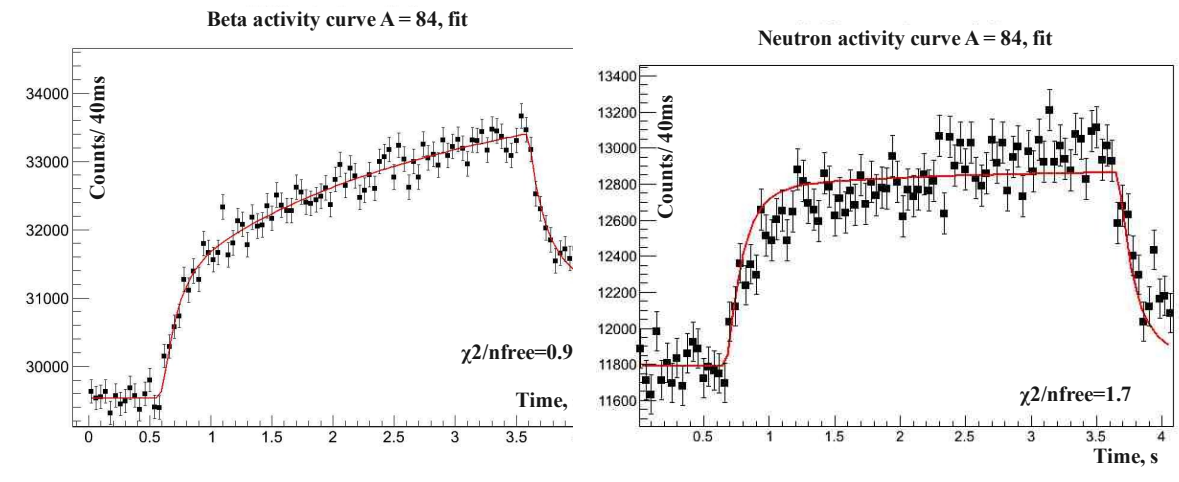 Beta activity curve A = 84, fit
Counts/ 40ms
34000
33000
32000
31000
30000
χ2/nfree=0.9
Time,
0 0.5 1 1.5 2 2.5 3 3.5
Neutron activity curve A = 84, fit
Counts/ 40ms
13400
13200
13000
12800
12600
12400
12200
12000
11800
11600
χ2/nfree=1.7
0.5 1 1.5 2 2.5 3 3.5 4
Time, s